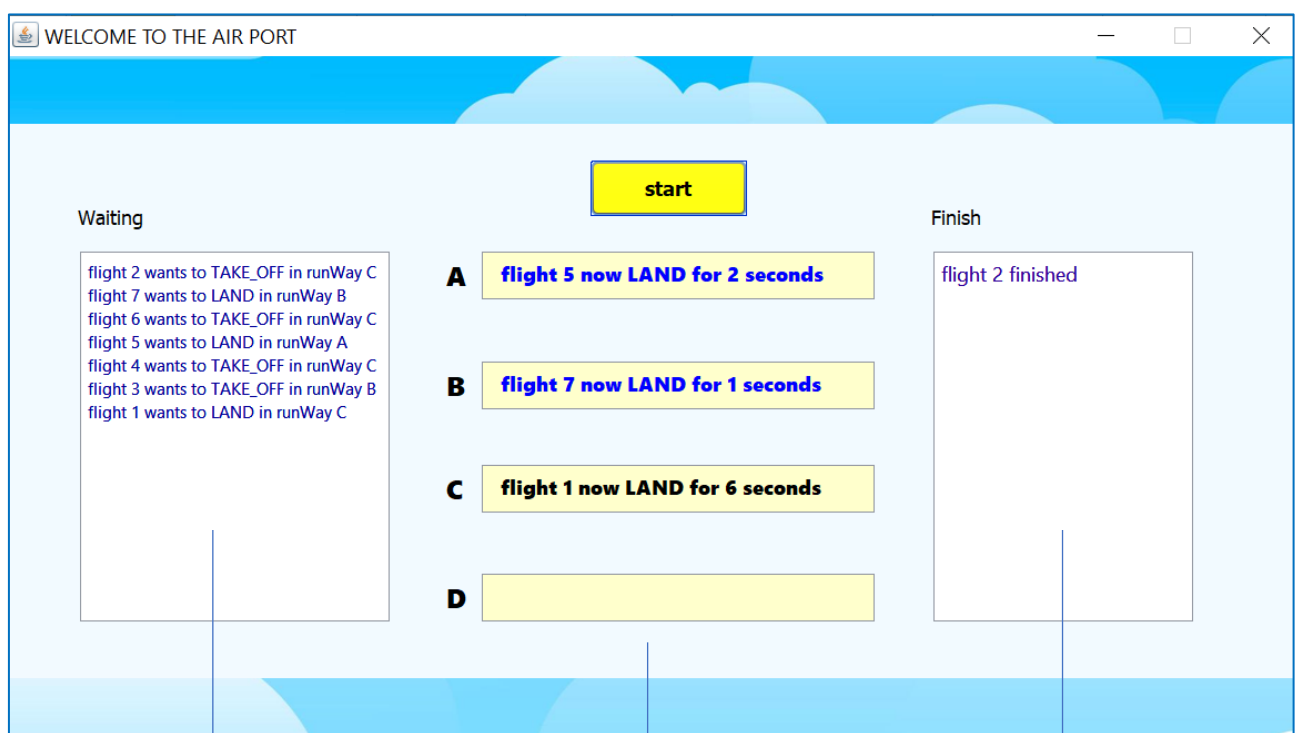 WELCOME TO THE AIR PORT
start
Waiting
Finish
flight 2 wants to TAKE_OFF in runWay C
flight 7 wants to LAND in runWay B
flight 6 wants to TAKE_OFF in runWay C
flight 5 wants to LAND in runWay A
flight 4 wants to TAKE_OFF in runWay C
flight 3 wants to TAKE_OFF in runWay B
flight 1 wants to LAND in runWay C
A flight 5 now LAND for 2 seconds
B flight 7 now LAND for 1 seconds
C flight 1 now LAND for 6 seconds
D
flight 2 finished